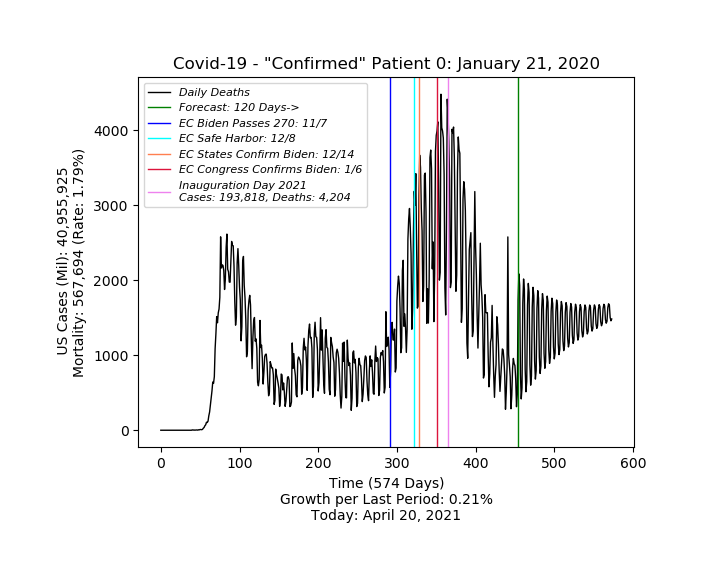 Covid-19 - "Confirmed" Patient 0: January 21, 2020
Daily Deaths
Forecast: 120 Days->
EC Biden Passes 270: 11/7
EC Safe Harbor: 12/8
EC States Confirm Biden: 12/14
EC Congress Confirms Biden: 1/6
Inauguration Day 2021
Cases: 193,818, Deaths: 4,204
4000
3000
2000
1000
0
US Cases (Mil): 40,955,925
Mortality: 567,694 (Rate: 1.79%)
0 100 200 300 400 500 600
Time (574 Days)
Growth per Last Period: 0.21%
Today: April 20, 2021